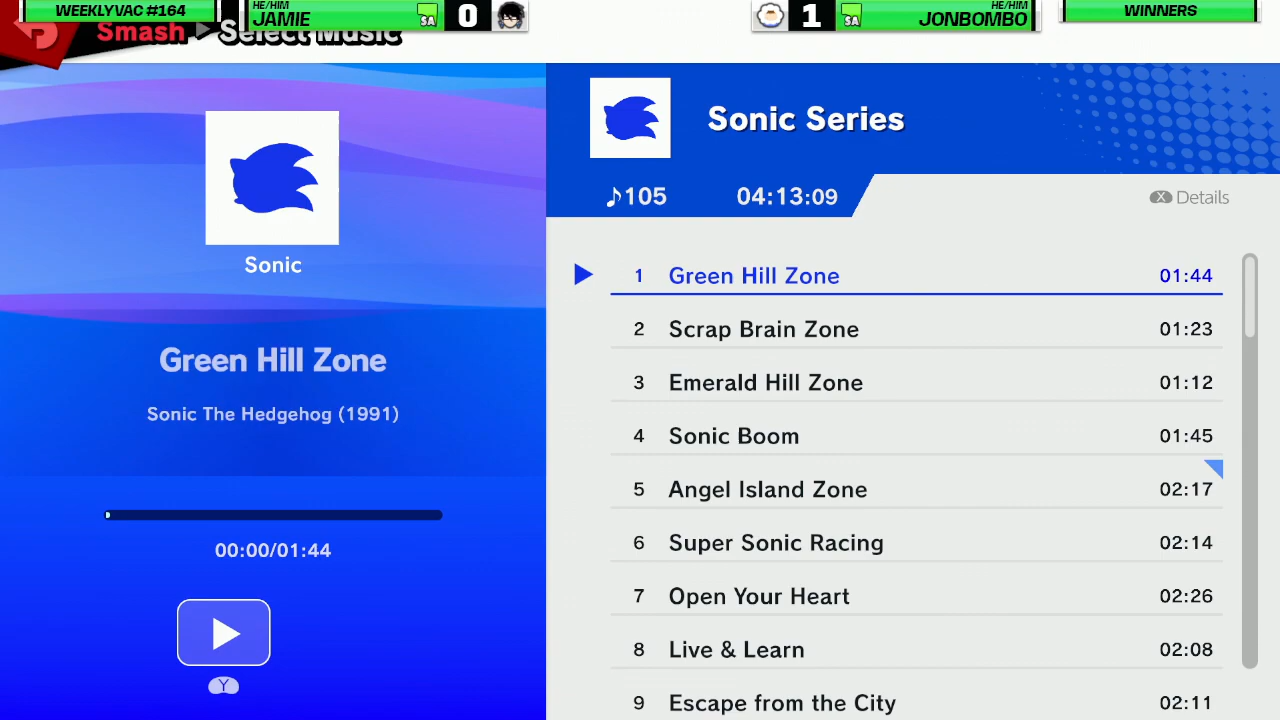 WEEKLYVAC #164
HE/HIM
JAMIE
SA
0
1
SA
HE/HIM
JONBOMBO
WINNERS
Smash
Select Music
Sonic
Green Hill Zone
Sonic The Hedgehog (1991)
00:00/01:44
Y
Sonic Series
♪105 04:13:09
X Details
1 Green Hill Zone 01:44
2 Scrap Brain Zone 01:23
3 Emerald Hill Zone 01:12
4 Sonic Boom 01:45
5 Angel Island Zone 02:17
6 Super Sonic Racing 02:14
7 Open Your Heart 02:26
8 Live & Learn 02:08
9 Escape from the City 02:11